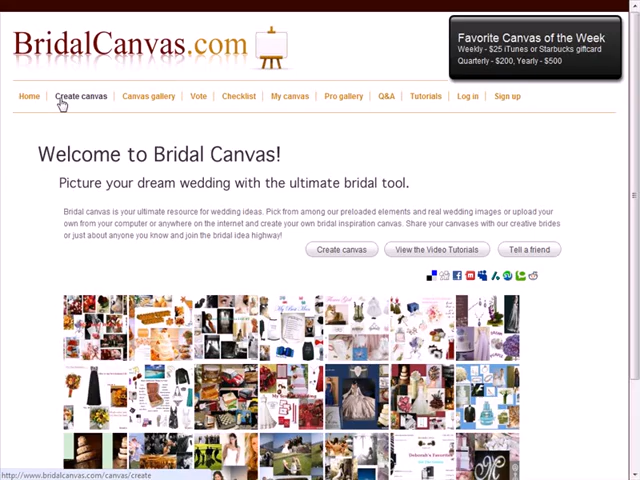 BridalCanvas.com
Favorite Canvas of the Week
Weekly - $25 iTunes or Starbucks giftcard
Quarterly - $200, Yearly - $500
Home Create canvas Canvas gallery Vote Checklist My canvas Pro gallery Q&A Tutorials Log in Sign up
Welcome to Bridal Canvas!
Picture your dream wedding with the ultimate bridal tool.
Bridal canvas is your ultimate resource for wedding ideas. Pick from among our preloaded elements and real wedding images or upload your
own from your computer or anywhere on the internet and create your own bridal inspiration canvas. Share your canvases with our creative brides
or just about anyone you know and join the bridal idea highway!
Create canvas View the Video Tutorials Tell a friend
http://www.bridalcanvas.com/canvas/create